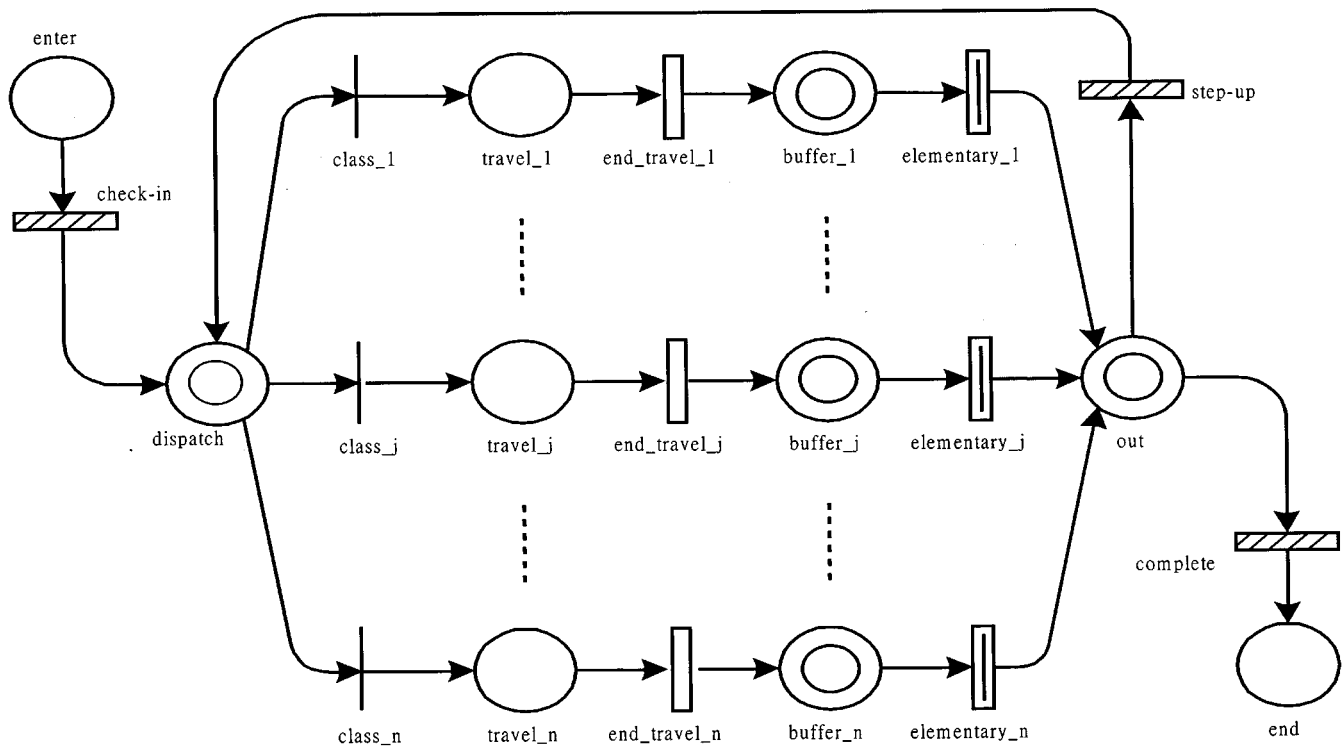 enter
step-up
class_1
travel_1
end_travel_1
buffer_1
elementary_1
check-in
dispatch
class_j
travel_j
end_travel_j
buffer_j
elementary_j
out
complete
class_n
travel_n
end_travel_n
buffer_n
elementary_n
end